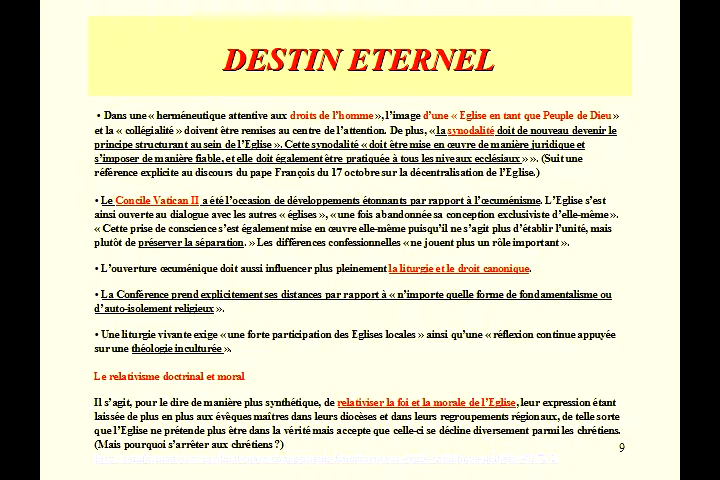 DESTIN ETERNEL
• Dans une « herméneutique attentive aux droits de l’homme », l’image d’une « Eglise en tant que Peuple de Dieu »
et la « collégialité » doivent être remises au centre de l’attention. De plus, « la synodalité doit de nouveau devenir le
principe structurant au sein de l’Eglise ». Cette synodalité « doit être mise en œuvre de manière juridique et
s’imposer de manière fiable, et elle doit également être pratiquée à tous les niveaux ecclésiaux » ». (Suit une
référence explicite au discours du pape François du 17 octobre sur la décentralisation de l’Eglise.)
• Le Concile Vatican II a été l’occasion de développements étonnants par rapport à l’œcuménisme. L’Eglise s’est
ainsi ouverte au dialogue avec les autres « églises », « une fois abandonnée sa conception exclusiviste d’elle-même ».
« Cette prise de conscience s’est également mise en œuvre elle-même puisqu’il ne s’agit plus d’établir l’unité, mais
plutôt de préserver la séparation. » Les différences confessionnelles « ne jouent plus un rôle important ».
• L’ouverture œcuménique doit aussi influencer plus pleinement la liturgie et le droit canonique.
• La Conférence prend explicitement ses distances par rapport à « n’importe quelle forme de fondamentalisme ou
d’auto-isolement religieux ».
• Une liturgie vivante exige « une forte participation des Eglises locales » ainsi qu’une « réflexion continue appuyée
sur une théologie inculturée ».
Le relativisme doctrinal et moral
Il s’agit, pour le dire de manière plus synthétique, de relativiser la foi et la morale de l’Eglise, leur expression étant
laissée de plus en plus aux évêques maîtres dans leurs diocèses et dans leurs regroupements régionaux, de telle sorte
que l’Eglise ne prétende plus être dans la vérité mais accepte que celle-ci se décline diversement parmi les chrétiens.
(Mais pourquoi s’arrêter aux chrétiens ?)
9